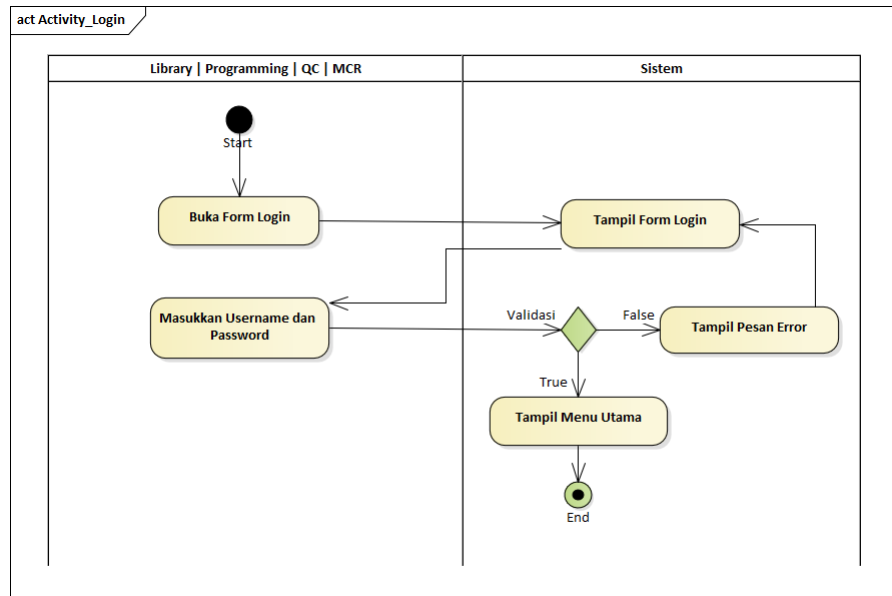 act Activity_Login
Library | Programming | QC | MCR
Sistem
Start
Buka Form Login
Tampil Form Login
Masukkan Username dan
Password
Validasi
False
Tampil Pesan Error
True
Tampil Menu Utama
End